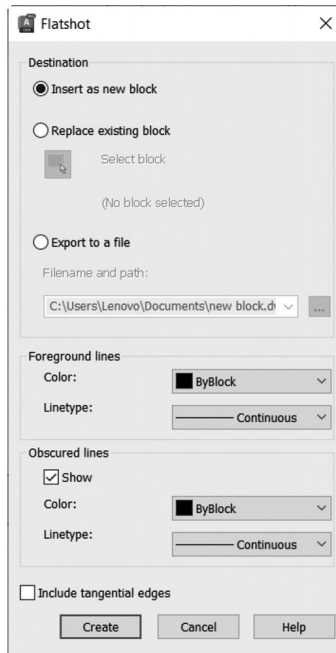 Flatshot
Destination
Insert as new block
Replace existing block
Select block
(No block selected)
Export to a file
Filename and path:
C:\Users\Lenovo\Documents\new block.d
...
Foreground lines
Color:
ByBlock
Linetype:
Continuous
Obscured lines
Show
Color:
ByBlock
Linetype:
Continuous
Include tangential edges
Create Cancel Help